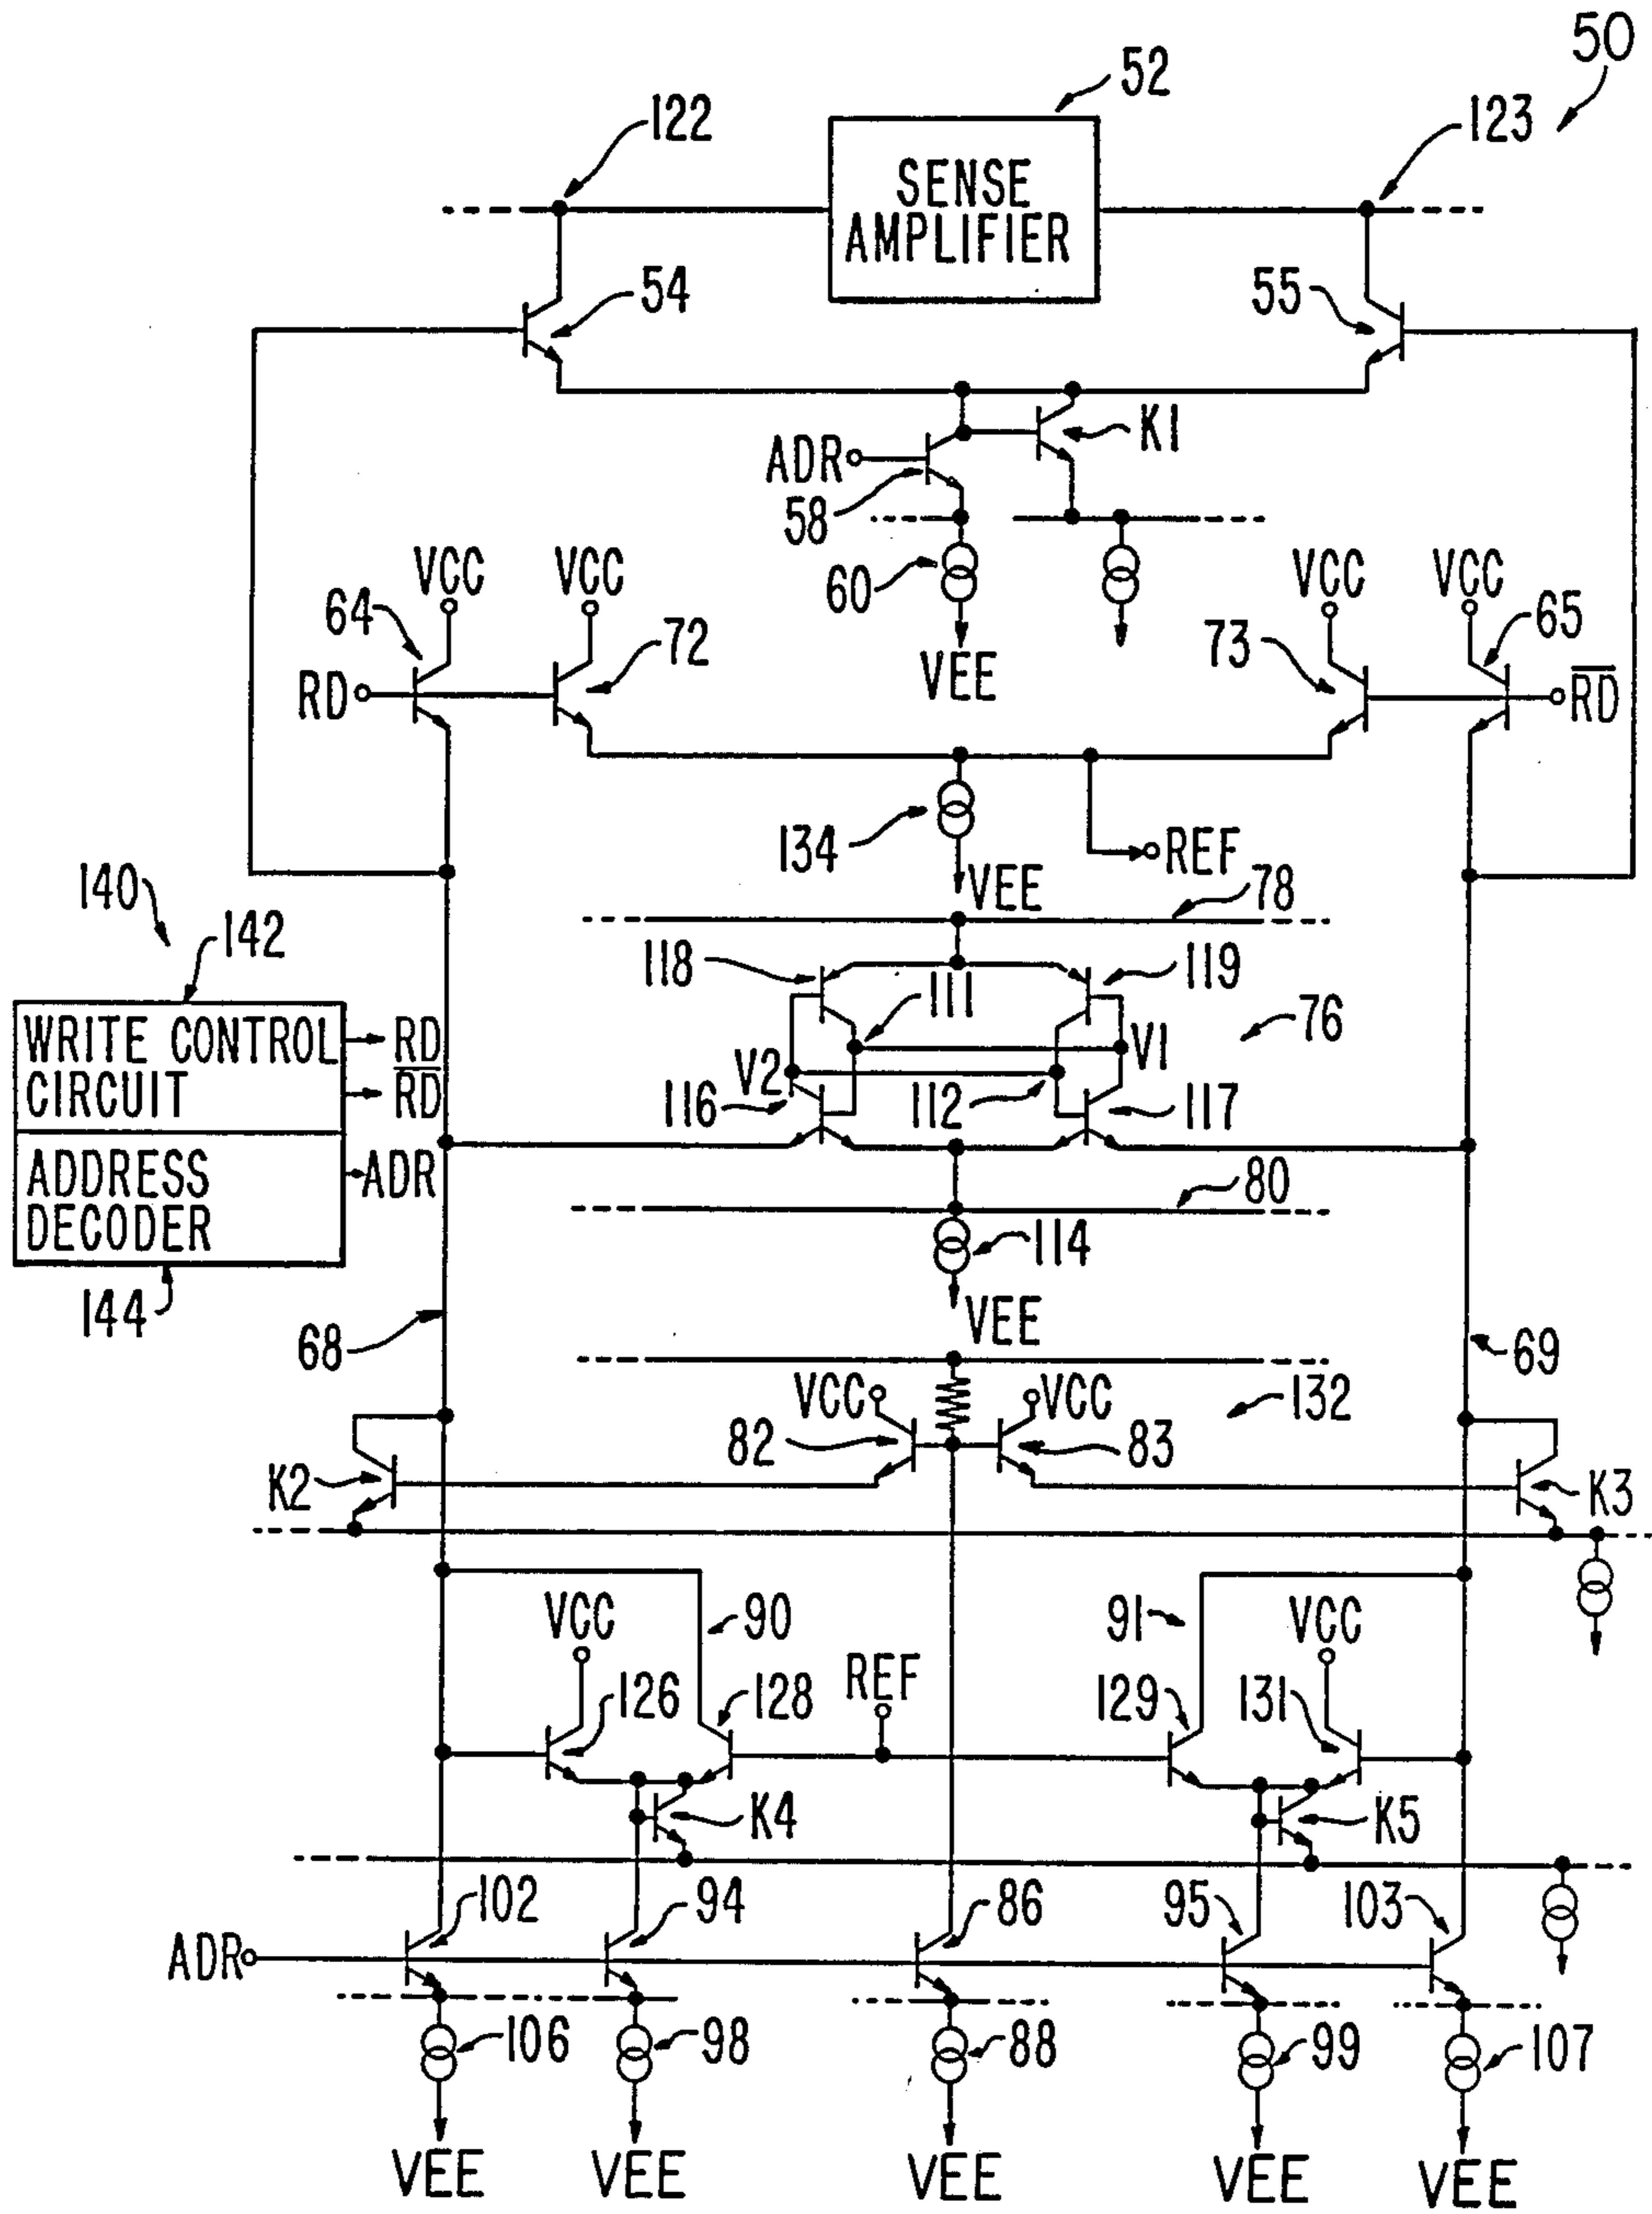 50
52
122
123
SENSE
AMPLIFIER
54
55
K1
ADR
58
60
VEE
VCC
VCC
VCC
VCC
64
72
73
65
RD
R̅D̅
134
REF
VEE
78
140
142
118
111
119
76
WRITE CONTROL
CIRCUIT
RD
R̅D̅
V2
V1
116
112
117
ADDRESS
DECODER
ADR
80
114
144
VEE
68
69
VCC
VCC
132
82
83
K2
K3
VCC
90
91
VCC
REF
126
128
129
131
K4
K5
102
94
86
95
103
ADR
106
98
88
99
107
VEE
VEE
VEE
VEE
VEE